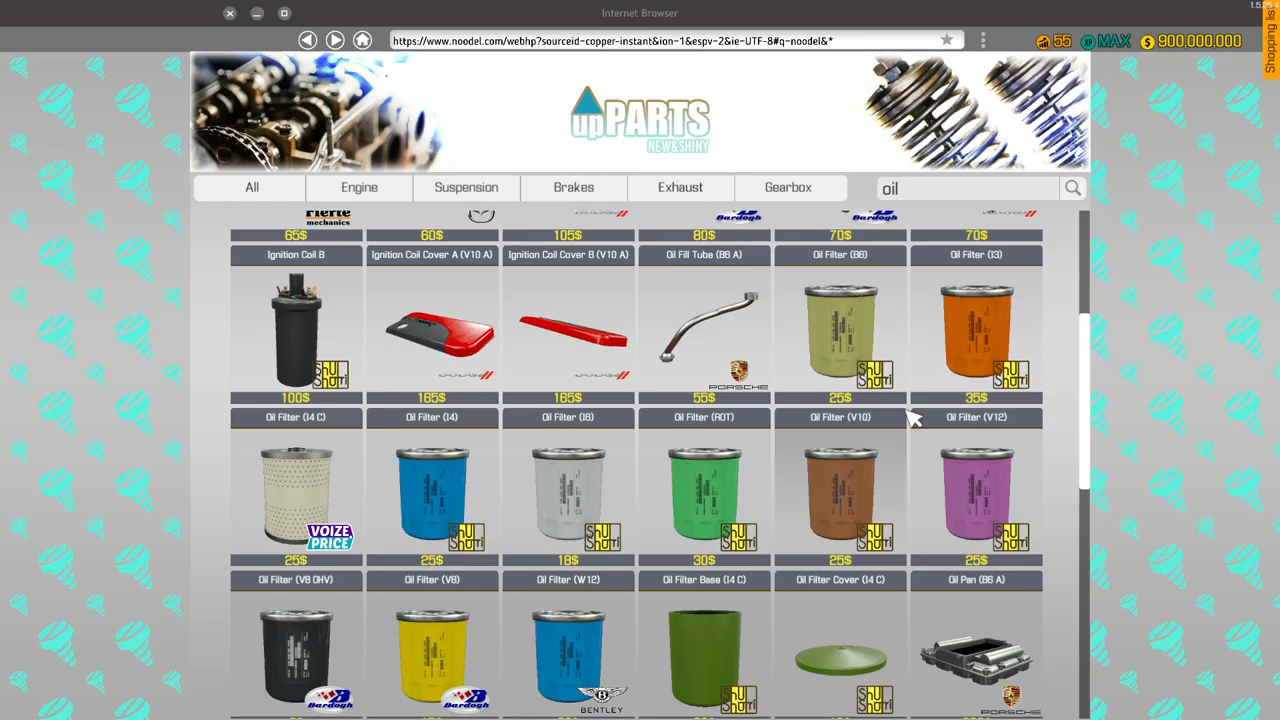 Internet Browser
1.5.25.4
Shopping list
https://www.noodel.com/webhp?sourceid-copper-instant&ion-1&espv-2&ie-UTF-8#q-noodel&*
55 XP MAX $ 900,000,000
upPARTS
NEW&SHINY
All Engine Suspension Brakes Exhaust Gearbox oil
mechanics Bardogh Bardogh
65$ 60$ 105$ 80$ 70$ 70$
Ignition Coil B Ignition Coil Cover A (V10 A) Ignition Coil Cover B (V10 A) Oil Fill Tube (B6 A) Oil Filter (B6) Oil Filter (I3)
PORSCHE
100$ 165$ 165$ 55$ 25$ 35$
Oil Filter (I4 C) Oil Filter (I4) Oil Filter (I6) Oil Filter (ROT) Oil Filter (V10) Oil Filter (V12)
VOIZE
PRICE
25$ 25$ 18$ 30$ 25$ 25$
Oil Filter (V8 OHV) Oil Filter (V8) Oil Filter (W12) Oil Filter Base (I4 C) Oil Filter Cover (I4 C) Oil Pan (B6 A)
Bardogh Bardogh BENTLEY PORSCHE